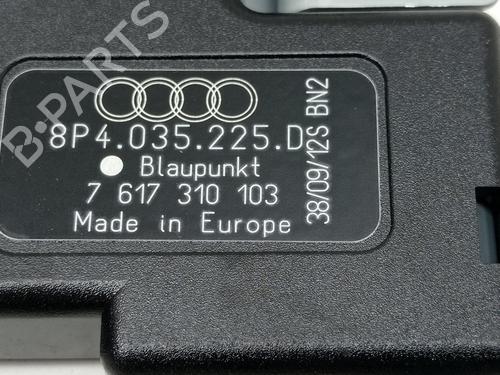 8P4.035.225.D
Blaupunkt
7 617 310 103
Made in Europe
38/09/12S BN2
B-PARTS